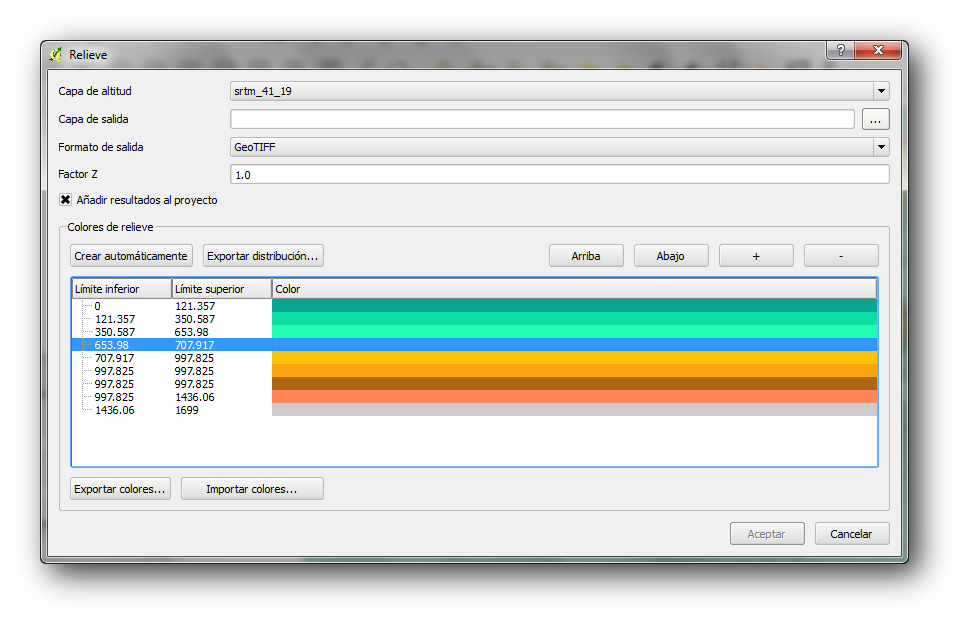 Relieve
?
Capa de altitud srtm_41_19
Capa de salida ...
Formato de salida GeoTIFF
Factor Z 1.0
Añadir resultados al proyecto
Colores de relieve
Crear automáticamente Exportar distribución... Arriba Abajo + -
Límite inferior Límite superior Color
0 121.357
121.357 350.587
350.587 653.98
653.98 707.917
707.917 997.825
997.825 997.825
997.825 997.825
997.825 1436.06
1436.06 1699
Exportar colores... Importar colores...
Aceptar Cancelar